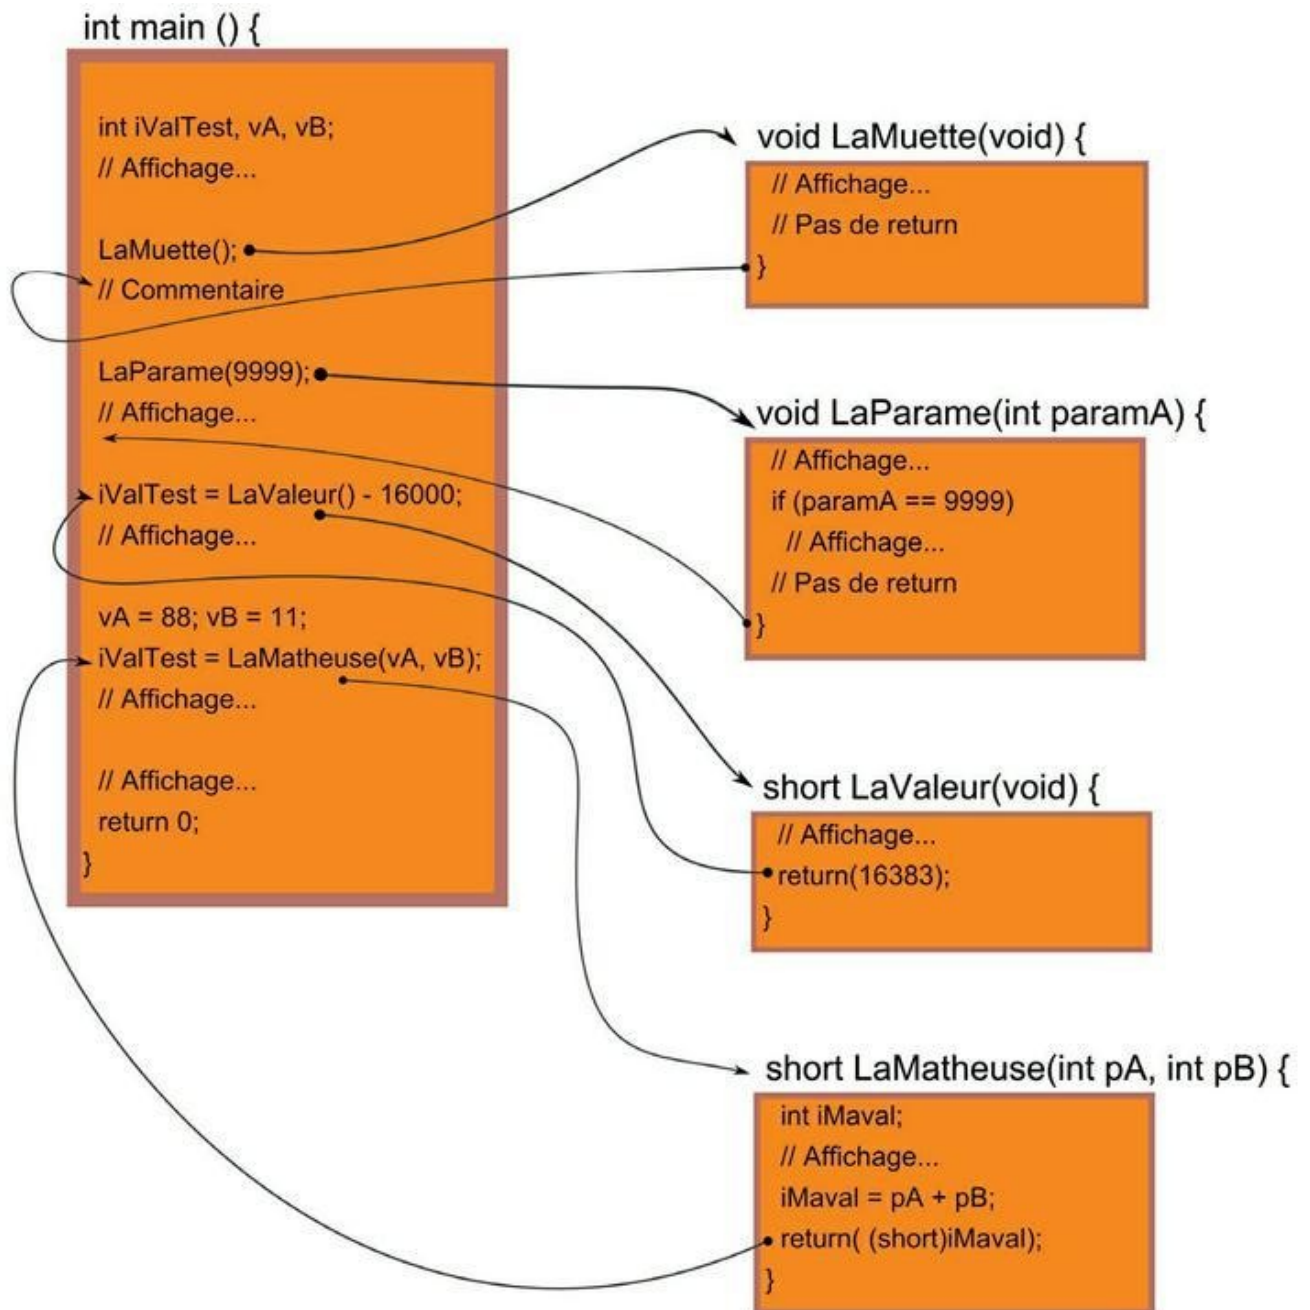 int main () {
int iValTest, vA, vB;
// Affichage...
LaMuette();
// Commentaire
LaParame(9999);
// Affichage...
iValTest = LaValeur() - 16000;
// Affichage...
vA = 88; vB = 11;
iValTest = LaMatheuse(vA, vB);
// Affichage...
// Affichage...
return 0;
}
void LaMuette(void) {
// Affichage...
// Pas de return
}
void LaParame(int paramA) {
// Affichage...
if (paramA == 9999)
// Affichage...
// Pas de return
}
short LaValeur(void) {
// Affichage...
return(16383);
}
short LaMatheuse(int pA, int pB) {
int iMaval;
// Affichage...
iMaval = pA + pB;
return( (short)iMaval);
}